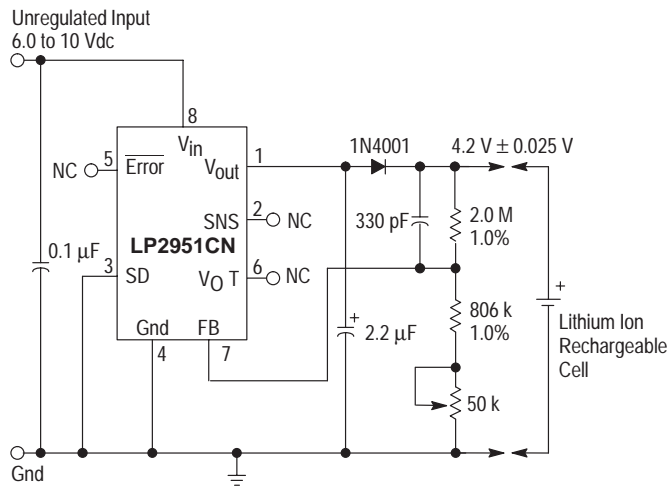 Unregulated Input
6.0 to 10 Vdc
8
Vin
5
NC
Error
Vout
1
1N4001
4.2 V ± 0.025 V
SNS
2
NC
330 pF
2.0 M
1.0%
LP2951CN
0.1 μF
3
SD
VO T
6
NC
806 k
1.0%
Gnd
FB
4
7
+
2.2 μF
+
Lithium Ion
Rechargeable
Cell
50 k
Gnd